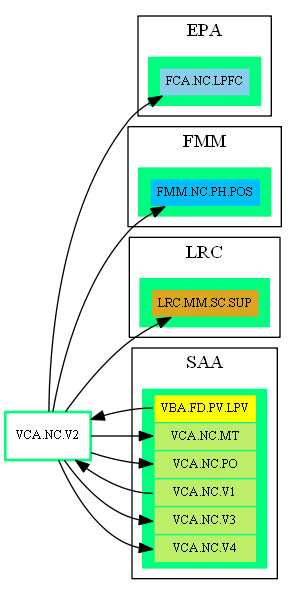 EPA
FCA.NC.LPFC
FMM
FMM.NC.PH.POS
LRC
LRC.MM.SC.SUP
SAA
VBA.FD.PV.LPV
VCA.NC.V2
VCA.NC.MT
VCA.NC.PO
VCA.NC.V1
VCA.NC.V3
VCA.NC.V4